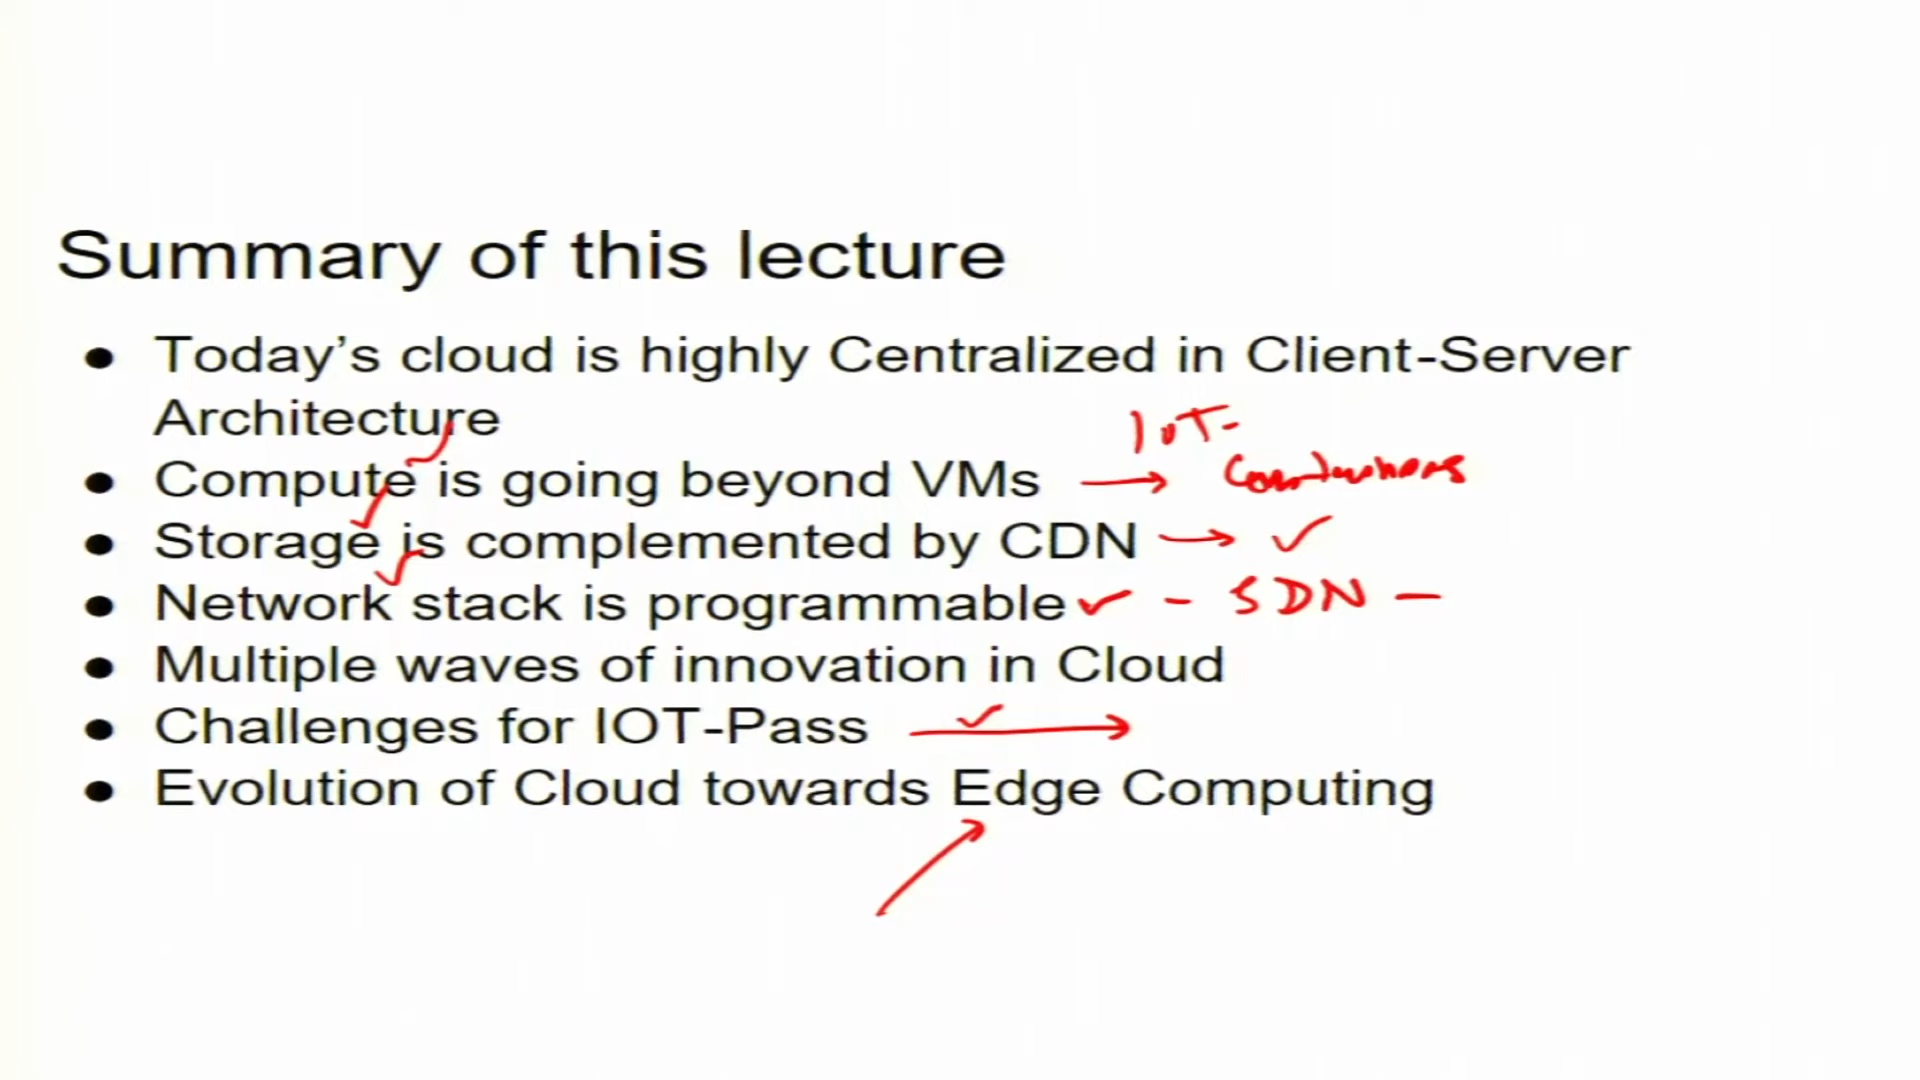 Summary of this lecture
● Today’s cloud is highly Centralized in Client-Server
Architecture
IOT-
● Compute is going beyond VMs → Containers
● Storage is complemented by CDN → ✓
● Network stack is programmable ✓ - SDN -
● Multiple waves of innovation in Cloud
● Challenges for IOT-Pass
● Evolution of Cloud towards Edge Computing